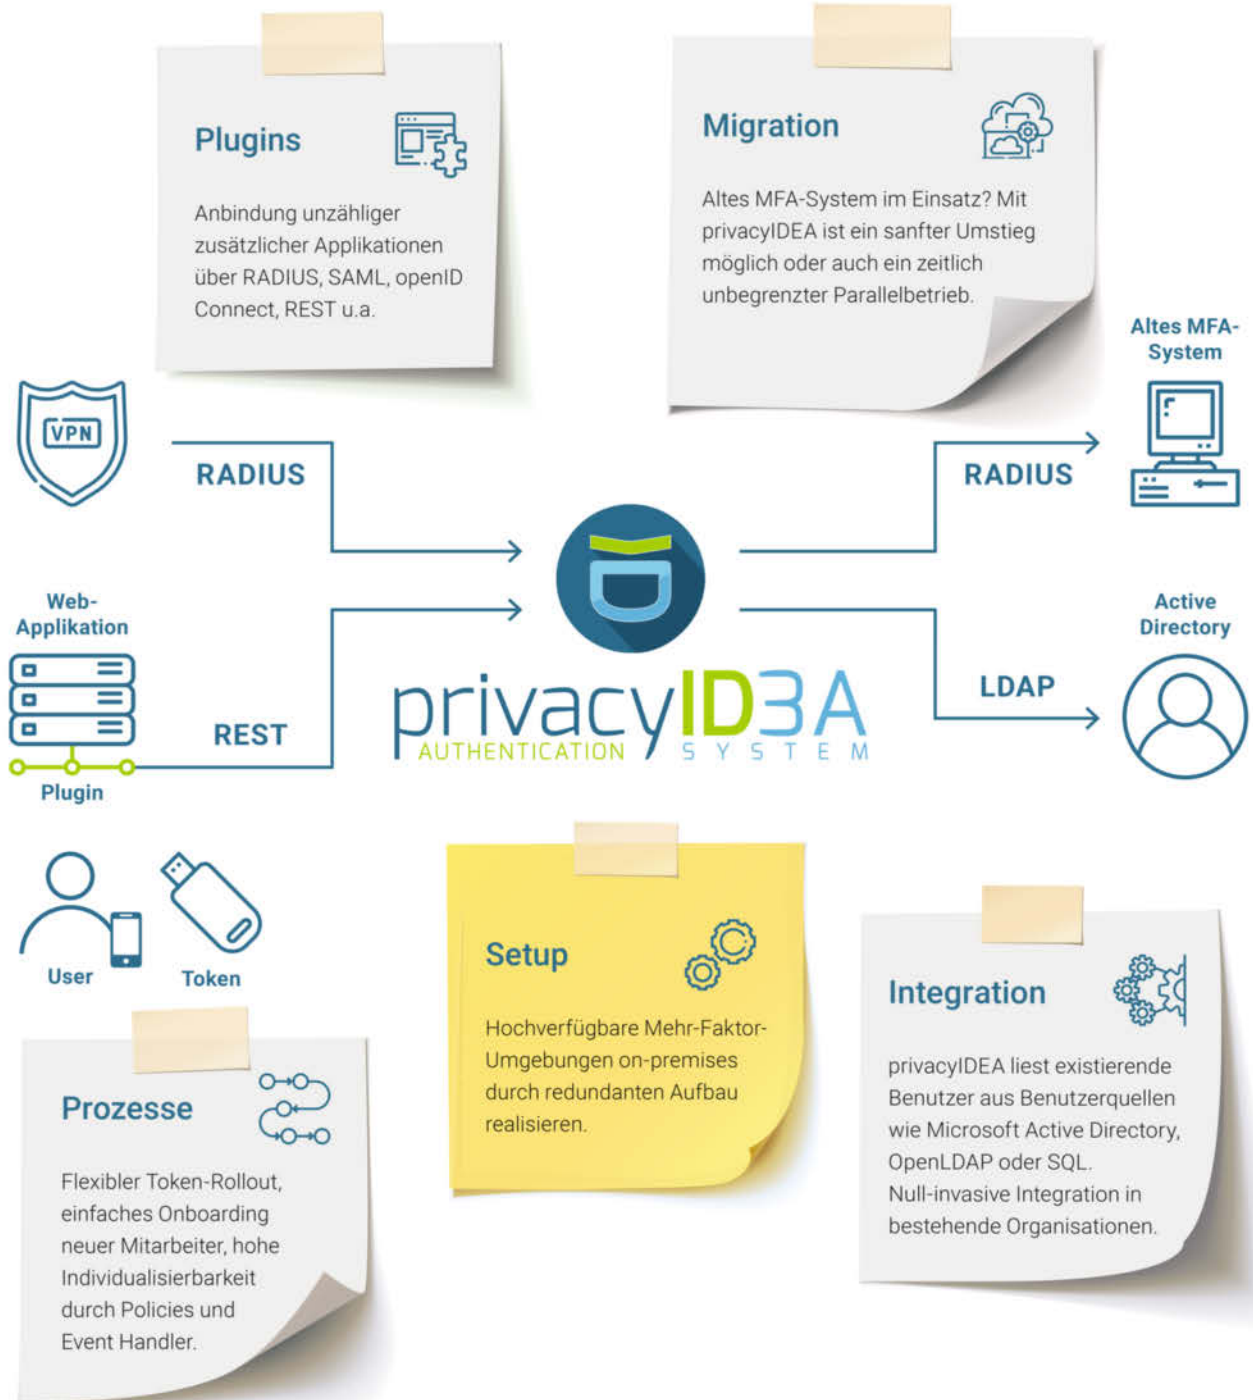 Plugins
Anbindung unzähliger
zusätzlicher Applikationen
über RADIUS, SAML, openID
Connect, REST u.a.
Migration
Altes MFA-System im Einsatz? Mit
privacyIDEA ist ein sanfter Umstieg
möglich oder auch ein zeitlich
unbegrenzter Parallelbetrieb.
Altes MFA-
System
VPN
RADIUS
RADIUS
Web-
Applikation
REST
Plugin
privacyID3A
AUTHENTICATION SYSTEM
Active
Directory
LDAP
User
Token
Setup
Hochverfügbare Mehr-Faktor-
Umgebungen on-premises
durch redundanten Aufbau
realisieren.
Integration
privacyIDEA liest existierende
Benutzer aus Benutzerquellen
wie Microsoft Active Directory,
OpenLDAP oder SQL.
Null-invasive Integration in
bestehende Organisationen.
Prozesse
Flexibler Token-Rollout,
einfaches Onboarding
neuer Mitarbeiter, hohe
Individualisierbarkeit
durch Policies und
Event Handler.